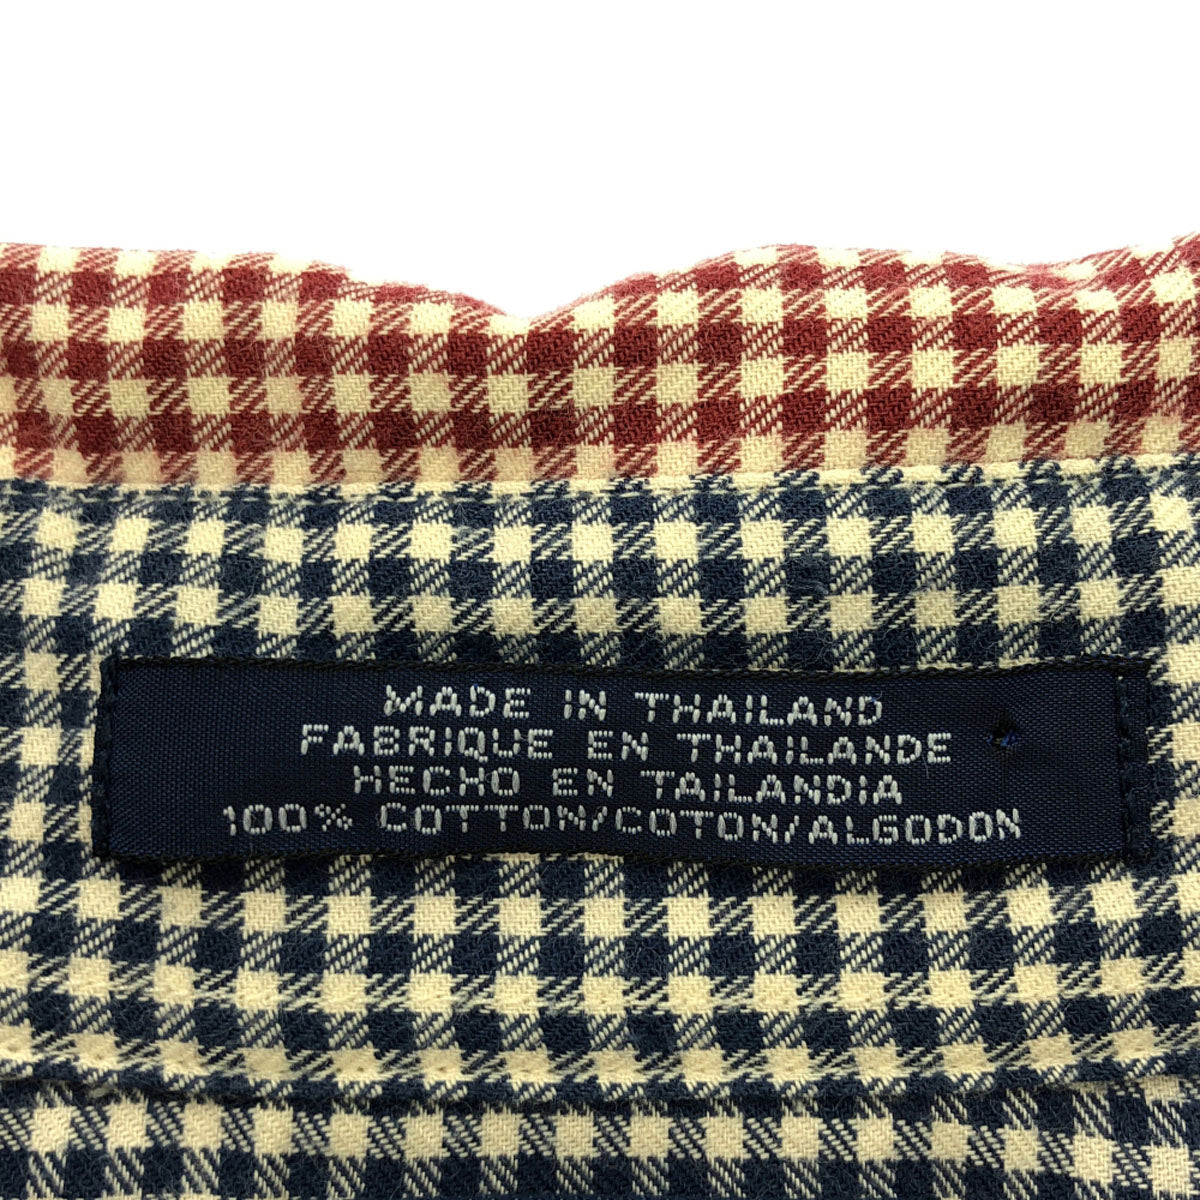 MADE IN THAILAND
FABRIQUE EN THAILANDE
HECHO EN TAILANDIA
100% COTTON/COTON/ALGODON